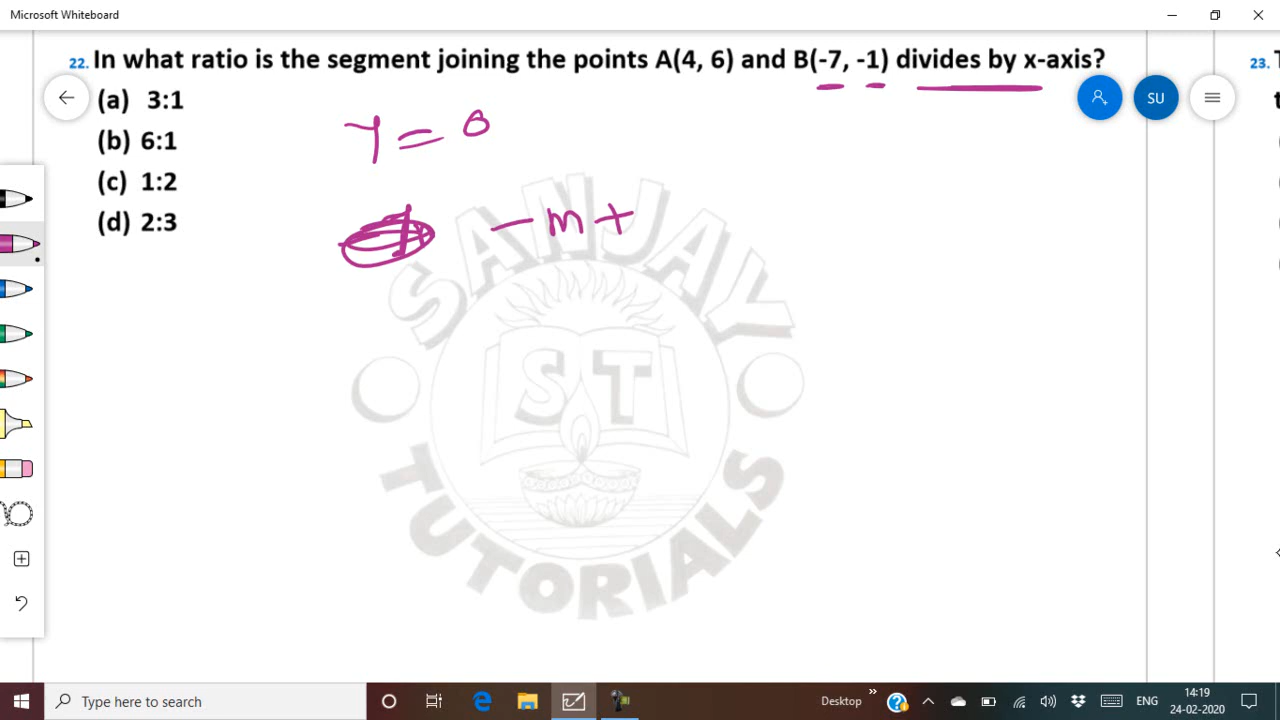 Microsoft Whiteboard
22. In what ratio is the segment joining the points A(4, 6) and B(-7, -1) divides by x-axis?
23. T
(a) 3:1
SU
t
(b) 6:1
(c) 1:2
(d) 2:3
Y = 0
- m +
SANJAY
ST
TUTORIALS
Type here to search
Desktop
ENG
14:19
24-02-2020